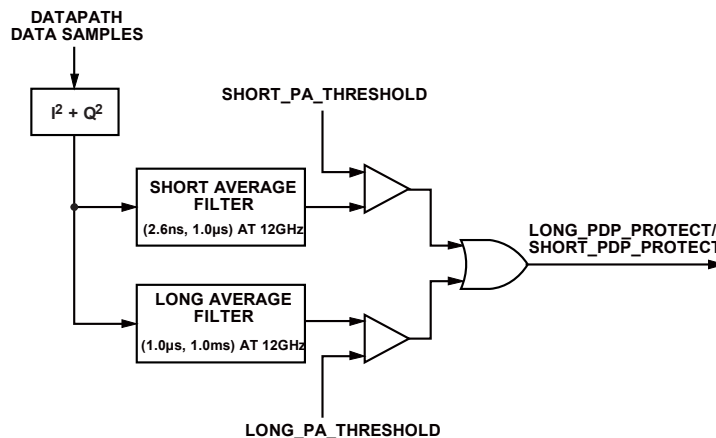 DATAPATH
DATA SAMPLES
I² + Q²
SHORT_PA_THRESHOLD
SHORT AVERAGE
FILTER
(2.6ns, 1.0µs) AT 12GHz
LONG_PDP_PROTECT/
SHORT_PDP_PROTECT
LONG AVERAGE
FILTER
(1.0µs, 1.0ms) AT 12GHz
LONG_PA_THRESHOLD